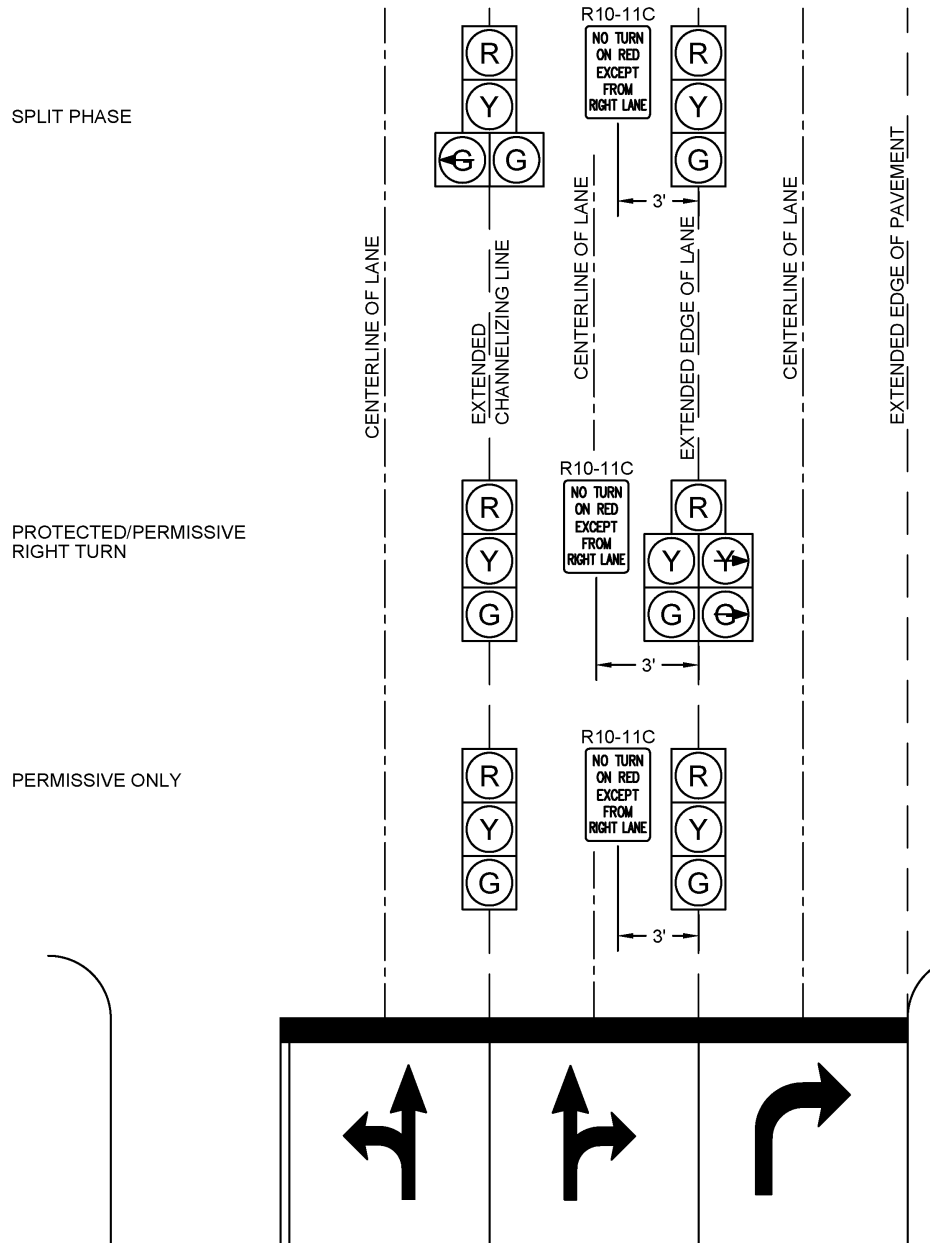 R10-11C
NO TURN
ON RED
EXCEPT
FROM
RIGHT LANE
R
Y
G G
R
Y
G
SPLIT PHASE
3'
CENTERLINE OF LANE
EXTENDED
CHANNELIZING LINE
CENTERLINE OF LANE
EXTENDED EDGE OF LANE
CENTERLINE OF LANE
EXTENDED EDGE OF PAVEMENT
PROTECTED/PERMISSIVE
RIGHT TURN
R
Y
G
R10-11C
NO TURN
ON RED
EXCEPT
FROM
RIGHT LANE
R
Y Y
G G
3'
PERMISSIVE ONLY
R
Y
G
R10-11C
NO TURN
ON RED
EXCEPT
FROM
RIGHT LANE
R
Y
G
3'